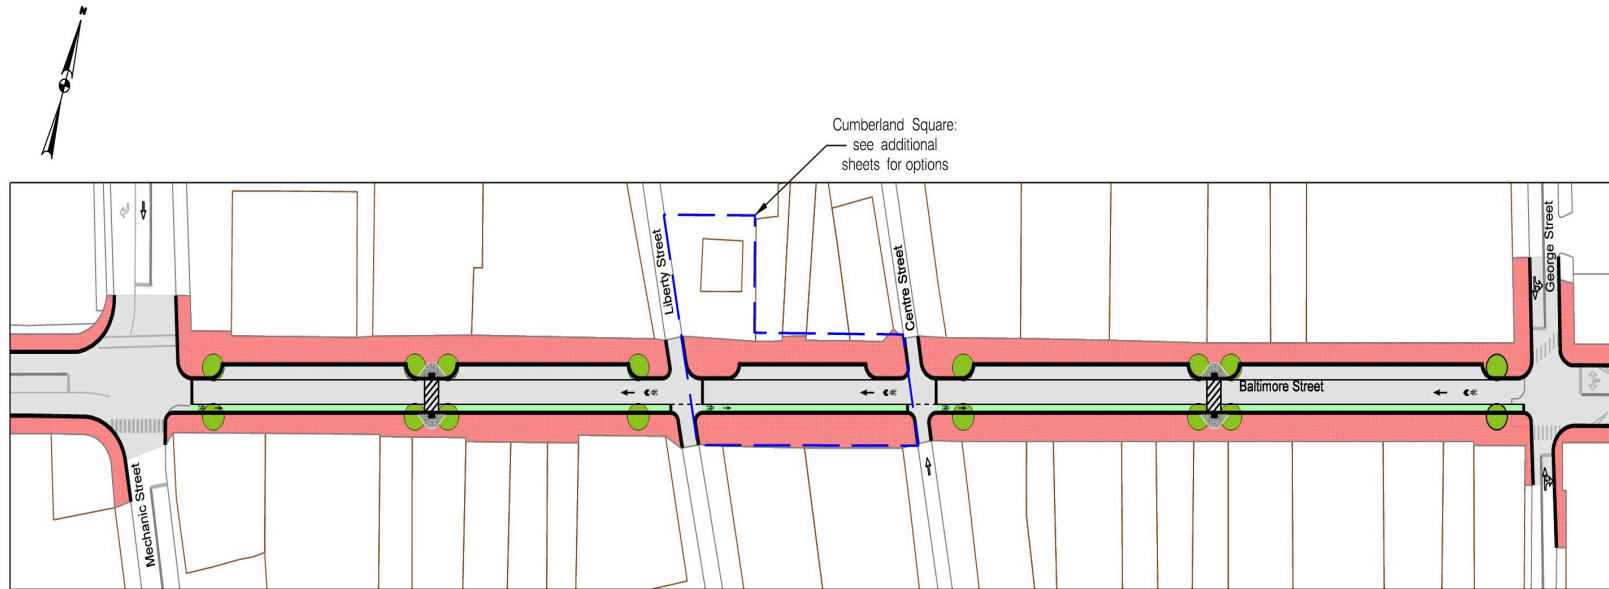 N
Cumberland Square:
see additional
sheets for options
Liberty Street
Centre Street
George Street
Baltimore Street
Mechanic Street